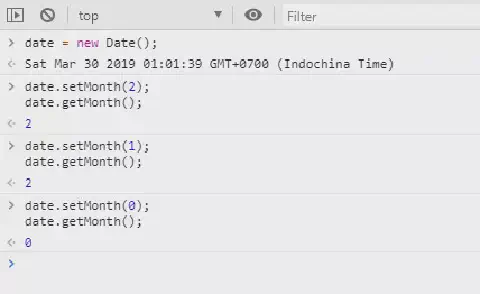 top Filter
> date = new Date();
<· Sat Mar 30 2019 01:01:39 GMT+0700 (Indochina Time)
> date.setMonth(2);
date.getMonth();
<· 2
> date.setMonth(1);
date.getMonth();
<· 2
> date.setMonth(0);
date.getMonth();
<· 0
>